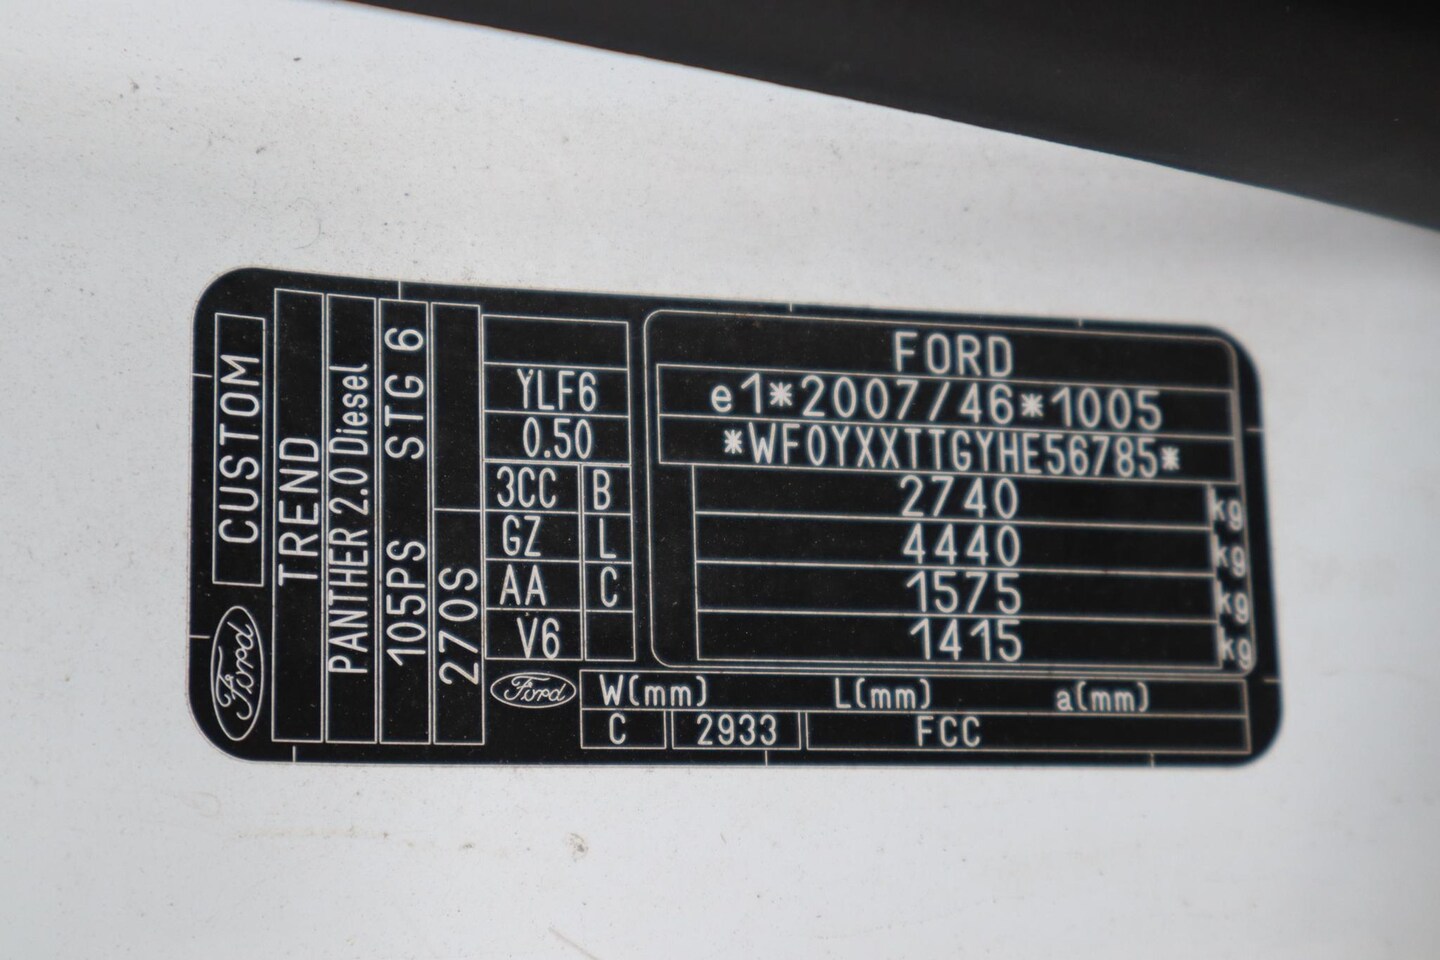 CUSTOM
Ford
TREND
PANTHER 2.0 Diesel
105PS STG 6
270S
YLF6
0.50
3CC B
GZ L
AA C
V6
Ford
FORD
e1*2007/46*1005
*WF0YXXTTGYHE56785*
2740 kg
4440 kg
1575 kg
1415 kg
W(mm) L(mm) a(mm)
C 2933 FCC